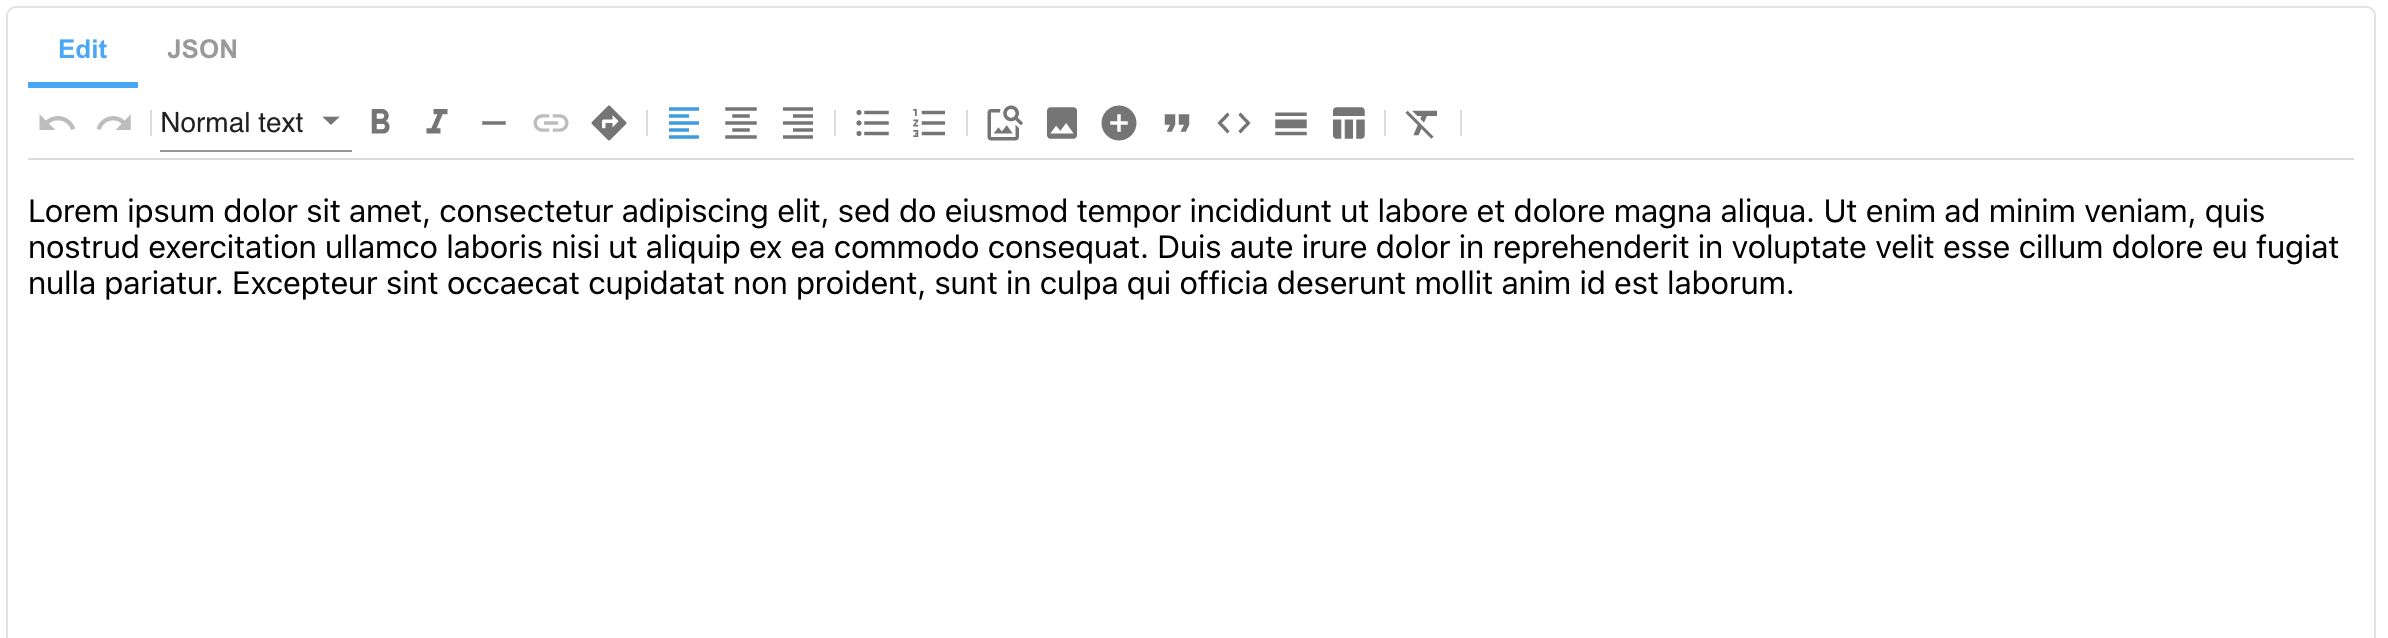 Edit JSON
Normal text
Lorem ipsum dolor sit amet, consectetur adipiscing elit, sed do eiusmod tempor incididunt ut labore et dolore magna aliqua. Ut enim ad minim veniam, quis
nostrud exercitation ullamco laboris nisi ut aliquip ex ea commodo consequat. Duis aute irure dolor in reprehenderit in voluptate velit esse cillum dolore eu fugiat
nulla pariatur. Excepteur sint occaecat cupidatat non proident, sunt in culpa qui officia deserunt mollit anim id est laborum.